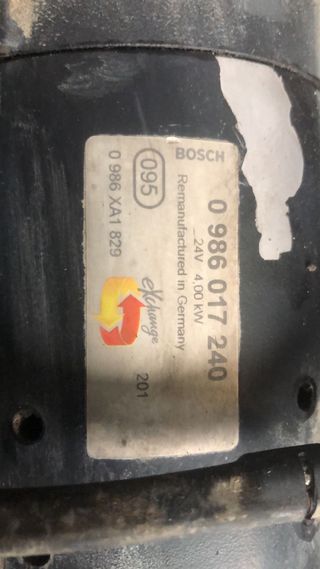 BOSCH
0 986 017 240
24V 4,00 kW
Remanufactured in Germany
095
0 986 XA1 829
eXchange
201